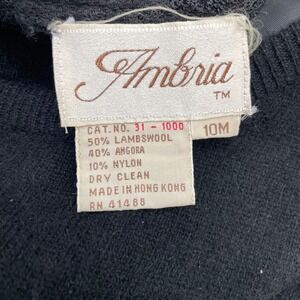 Ambria
TM
CAT. NO. 31 - 1000 10M
50% LAMBSWOOL
40% ANGORA
10% NYLON
DRY CLEAN
MADE IN HONG KONG
RN 41488